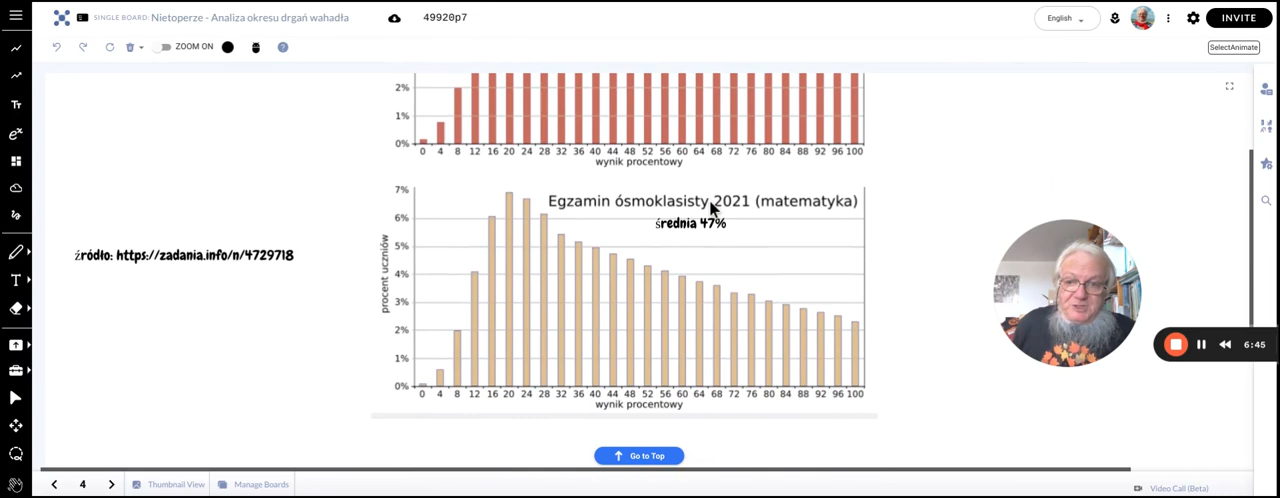 SINGLE BOARD: Nietoperze - Analiza okresu drgań wahadła
49920p7
English
INVITE
ZOOM ON
?
SelectAnimate
2%
1%
0%
0 4 8 12 16 20 24 28 32 36 40 44 48 52 56 60 64 68 72 76 80 84 88 92 96 100
wynik procentowy
Egzamin ósmoklasisty 2021 (matematyka)
średnia 47%
źródło: https://zadania.info/n/4729718
procent uczniów
7%
6%
5%
4%
3%
2%
1%
0%
0 4 8 12 16 20 24 28 32 36 40 44 48 52 56 60 64 68 72 76 80 84 88 92 96 100
wynik procentowy
6:45
Go to Top
4
Thumbnail View
Manage Boards
Video Call (Beta)
Tт
eˣ
T